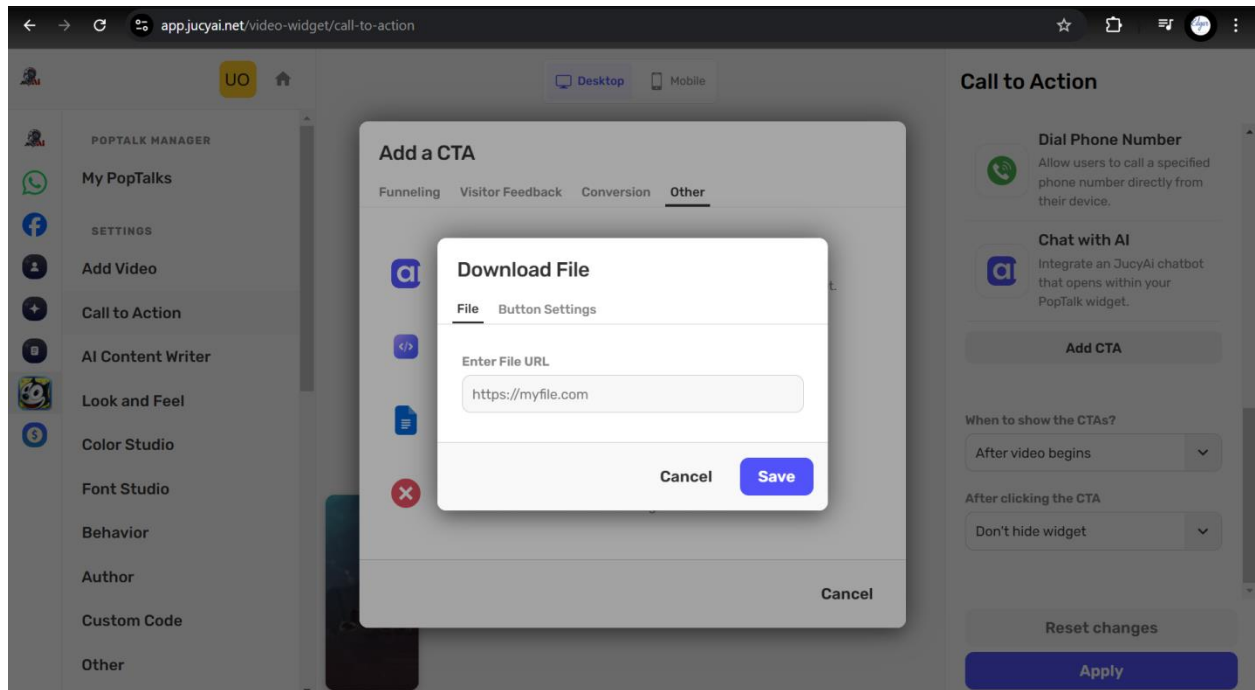 app.jucyai.net/video-widget/call-to-action
UO
Desktop
Mobile
Call to Action
POPTALK MANAGER
My PopTalks
SETTINGS
Add Video
Call to Action
AI Content Writer
Look and Feel
Color Studio
Font Studio
Behavior
Author
Custom Code
Other
Add a CTA
Funneling
Visitor Feedback
Conversion
Other
Download File
File
Button Settings
Enter File URL
https://myfile.com
Cancel
Save
Cancel
Dial Phone Number
Allow users to call a specified
phone number directly from
their device.
Chat with AI
Integrate an JucyAi chatbot
that opens within your
PopTalk widget.
Add CTA
When to show the CTAs?
After video begins
After clicking the CTA
Don't hide widget
Reset changes
Apply